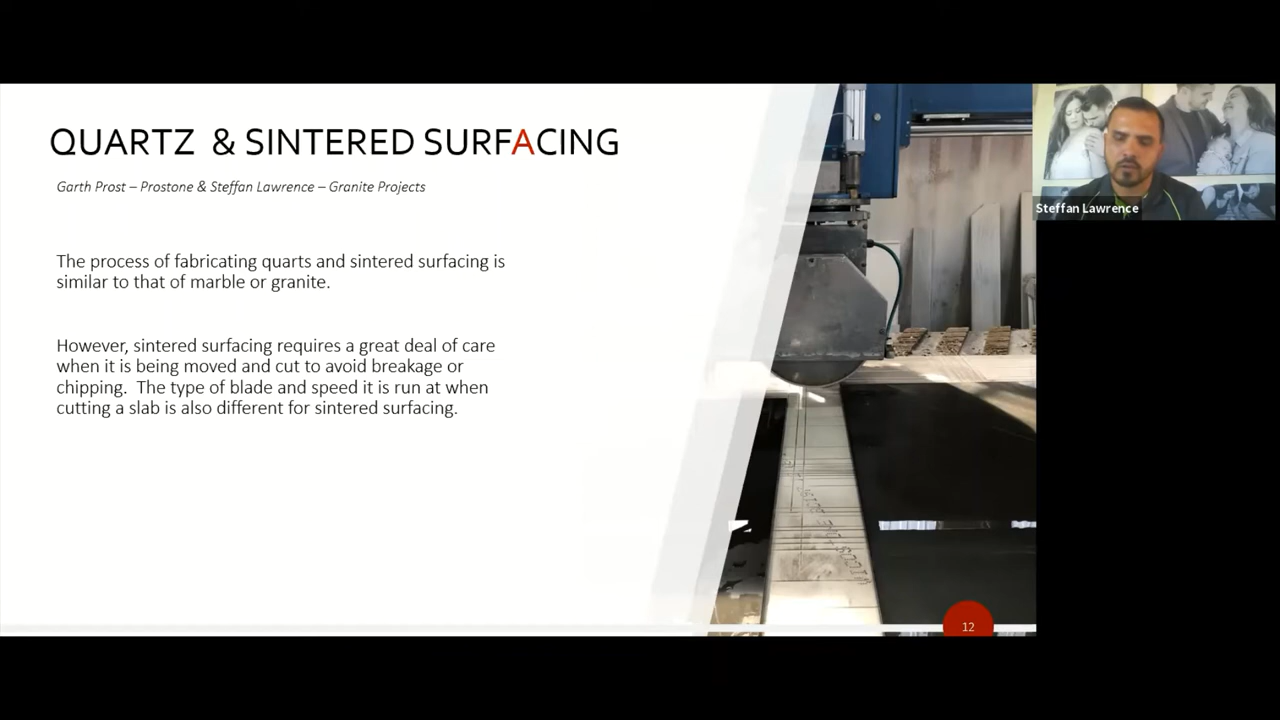 QUARTZ & SINTERED SURFACING
Garth Prost – Prostone & Steffan Lawrence – Granite Projects
The process of fabricating quarts and sintered surfacing is
similar to that of marble or granite.
However, sintered surfacing requires a great deal of care
when it is being moved and cut to avoid breakage or
chipping. The type of blade and speed it is run at when
cutting a slab is also different for sintered surfacing.
Steffan Lawrence
12